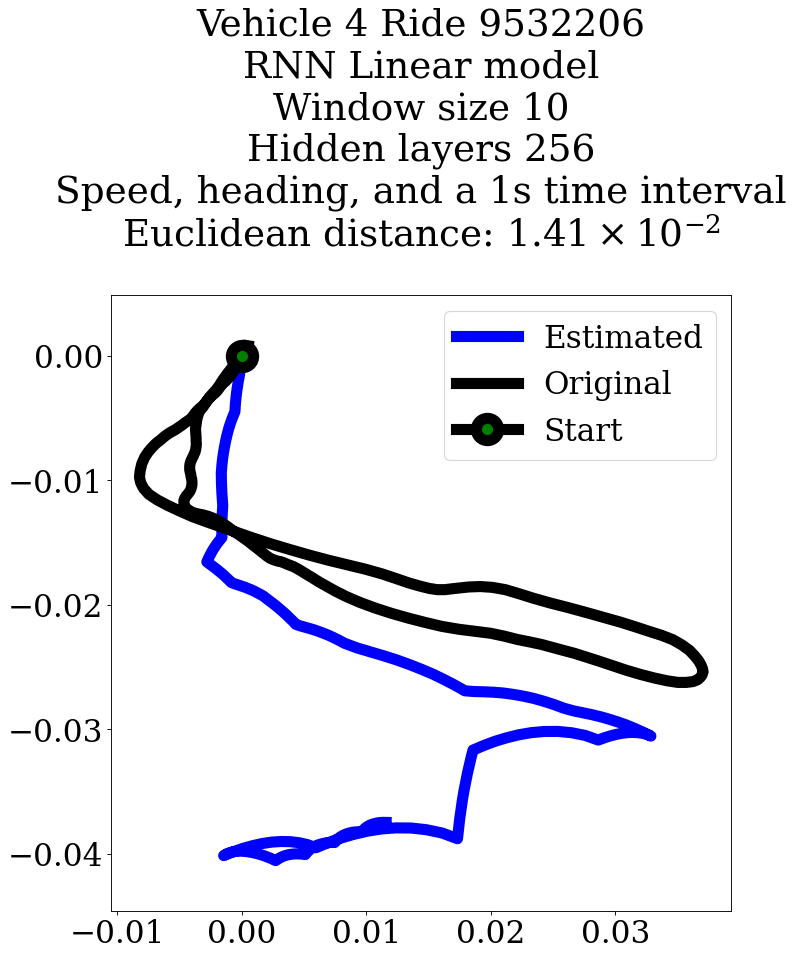 Vehicle 4 Ride 9532206
RNN Linear model
Window size 10
Hidden layers 256
Speed, heading, and a 1s time interval
Euclidean distance: 1.41 × 10⁻²
Estimated
Original
Start
0.00
−0.01
−0.02
−0.03
−0.04
−0.01 0.00 0.01 0.02 0.03